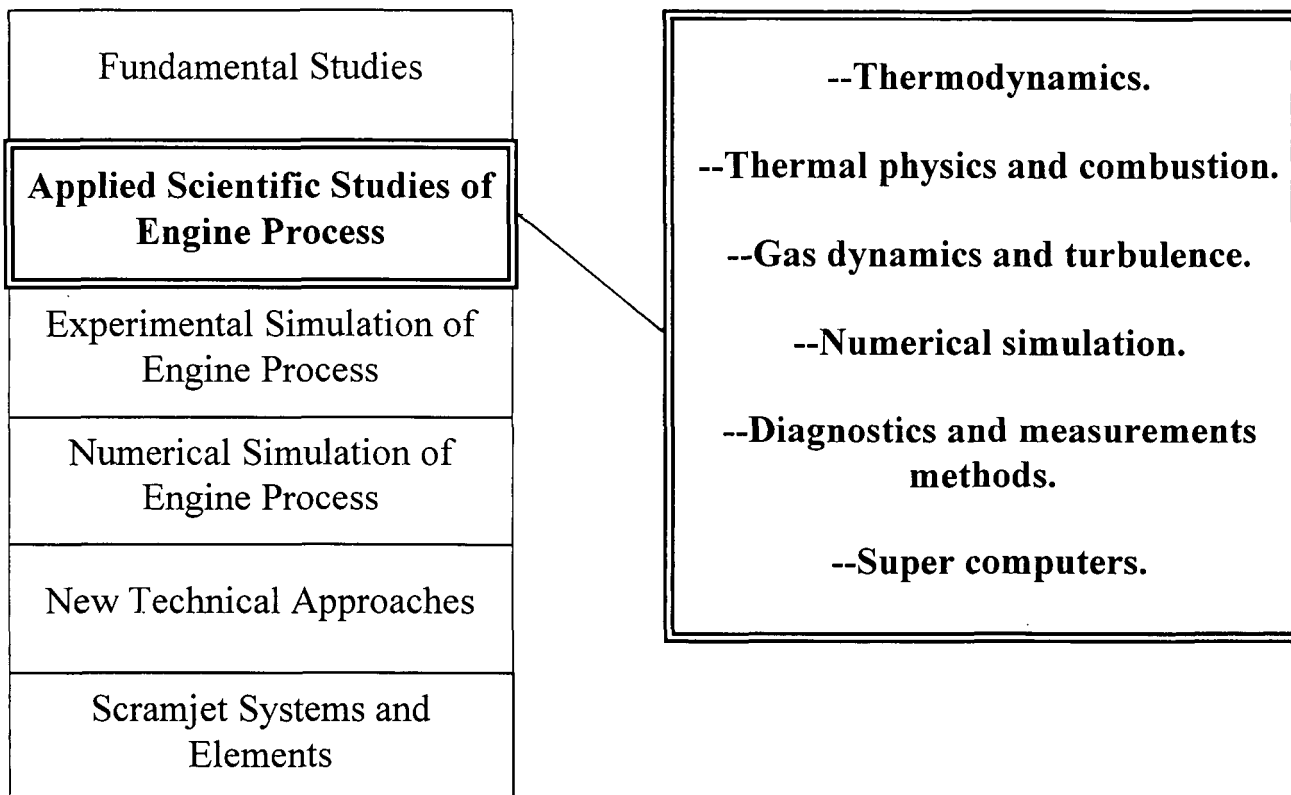 Fundamental Studies
Applied Scientific Studies of
Engine Process
Experimental Simulation of
Engine Process
Numerical Simulation of
Engine Process
New Technical Approaches
Scramjet Systems and
Elements
--Thermodynamics.
--Thermal physics and combustion.
--Gas dynamics and turbulence.
--Numerical simulation.
--Diagnostics and measurements
methods.
--Super computers.